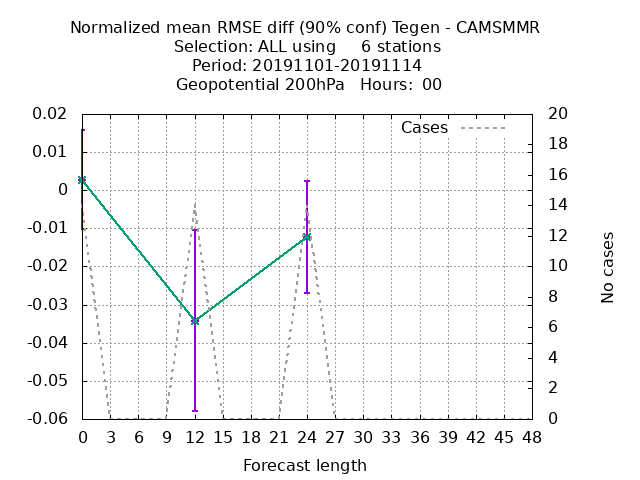 Normalized mean RMSE diff (90% conf) Tegen - CAMSMMR
Selection: ALL using 6 stations
Period: 20191101-20191114
Geopotential 200hPa Hours: 00
Cases
0.02
0.01
0
-0.01
-0.02
-0.03
-0.04
-0.05
-0.06
20
18
16
14
12
10
8
6
4
2
0
No cases
0 3 6 9 12 15 18 21 24 27 30 33 36 39 42 45 48
Forecast length